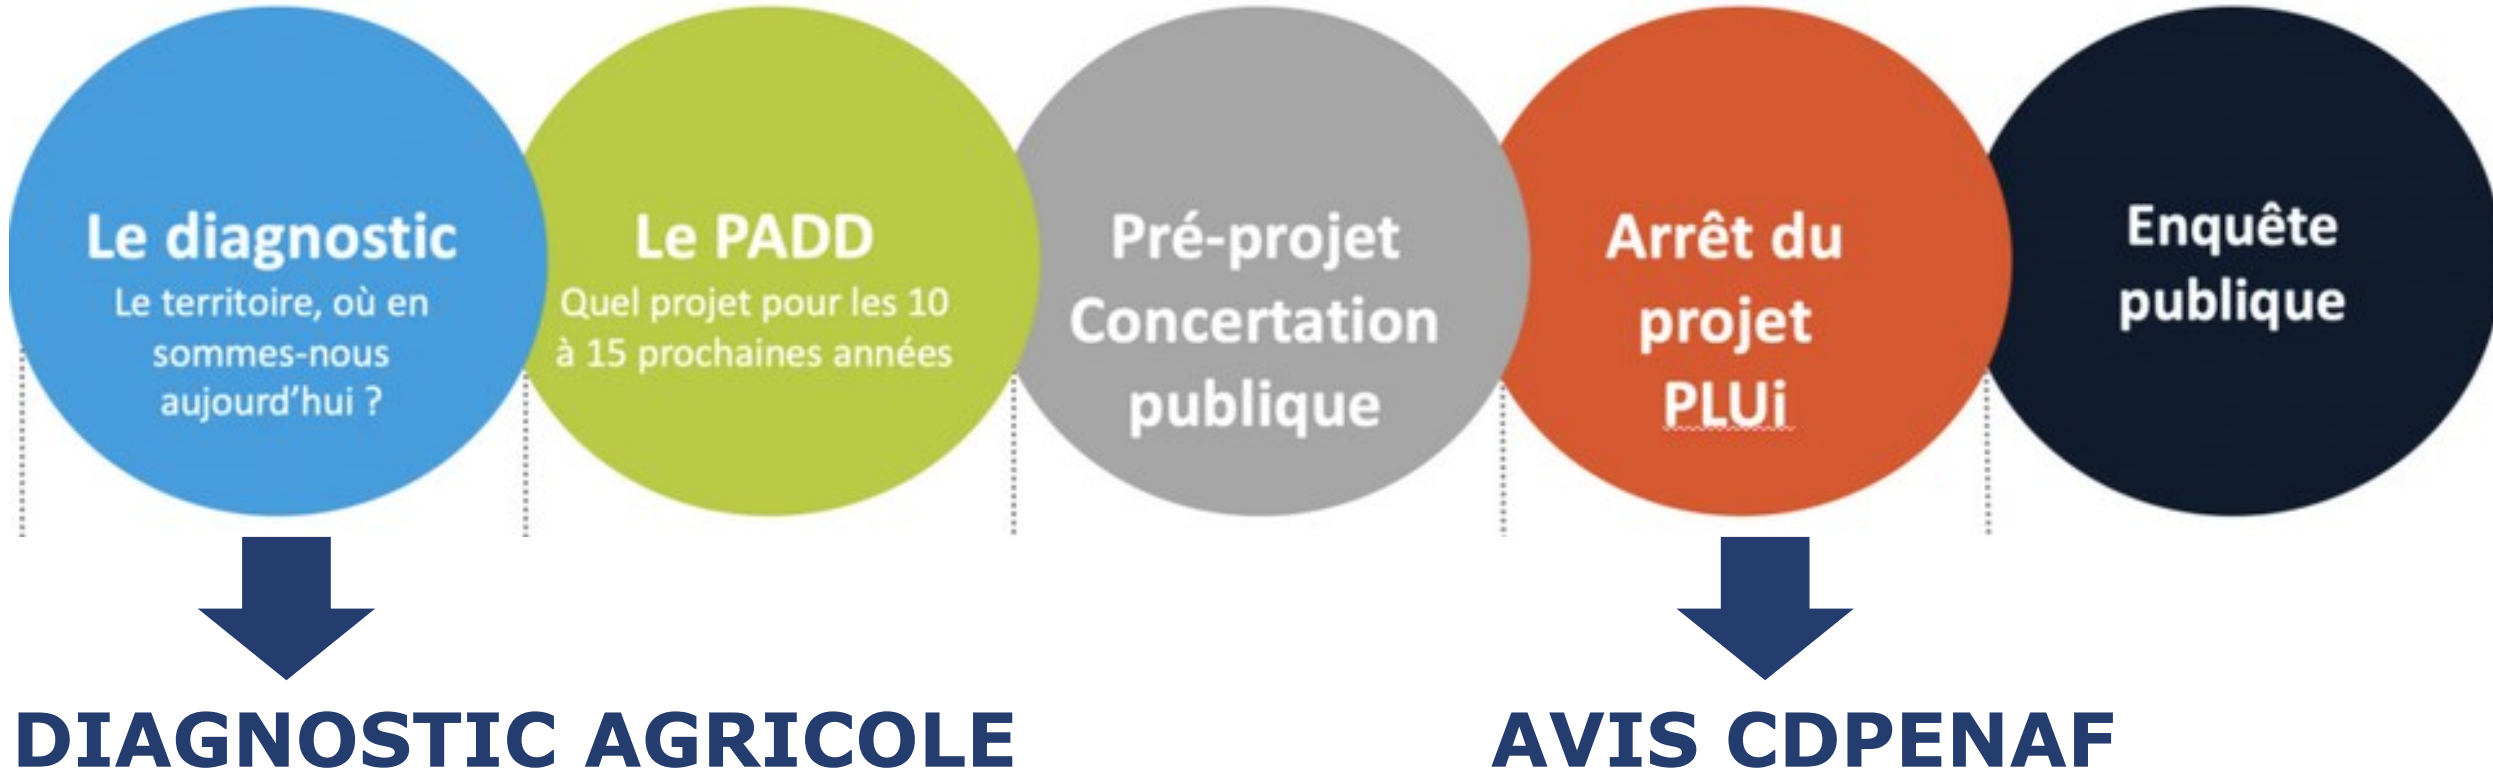 Le diagnostic
Le territoire, où en
sommes-nous
aujourd'hui ?
Le PADD
Quel projet pour les 10
à 15 prochaines années
Pré-projet
Concertation
publique
Arrêt du
projet
PLUi
Enquête
publique
DIAGNOSTIC AGRICOLE
AVIS CDPENAF